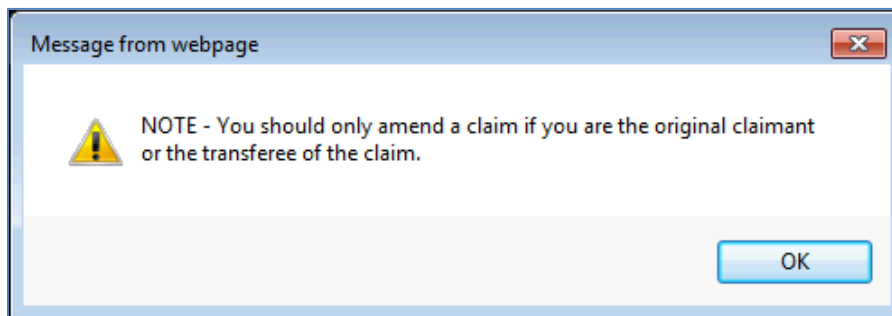 Message from webpage
NOTE - You should only amend a claim if you are the original claimant
or the transferee of the claim.
OK